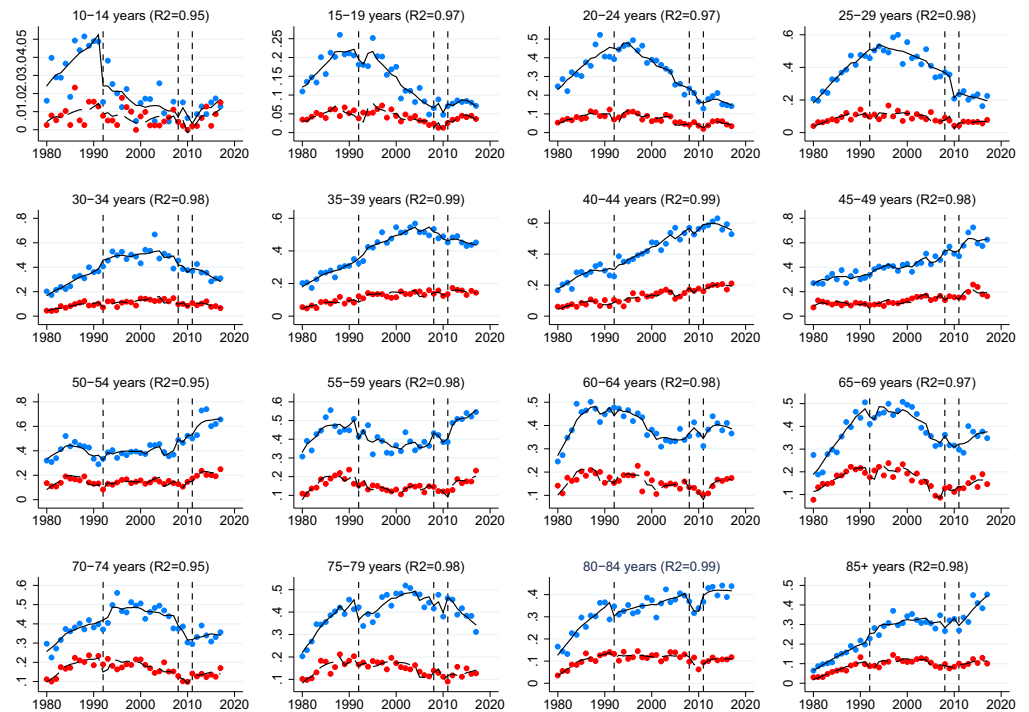 10−14 years (R2=0.95)
0 .01.02.03.04.05
1980 1990 2000 2010 2020
15−19 years (R2=0.97)
0 .05 .1 .15 .2 .25
1980 1990 2000 2010 2020
20−24 years (R2=0.97)
0 .1 .2 .3 .4 .5
1980 1990 2000 2010 2020
25−29 years (R2=0.98)
0 .2 .4 .6
1980 1990 2000 2010 2020
30−34 years (R2=0.98)
0 .2 .4 .6 .8
1980 1990 2000 2010 2020
35−39 years (R2=0.99)
0 .2 .4 .6
1980 1990 2000 2010 2020
40−44 years (R2=0.99)
0 .2 .4 .6
1980 1990 2000 2010 2020
45−49 years (R2=0.98)
0 .2 .4 .6 .8
1980 1990 2000 2010 2020
50−54 years (R2=0.95)
0 .2 .4 .6 .8
1980 1990 2000 2010 2020
55−59 years (R2=0.98)
.1 .2 .3 .4 .5 .6
1980 1990 2000 2010 2020
60−64 years (R2=0.98)
.1 .2 .3 .4 .5
1980 1990 2000 2010 2020
65−69 years (R2=0.97)
.1 .2 .3 .4 .5
1980 1990 2000 2010 2020
70−74 years (R2=0.95)
.1 .2 .3 .4 .5 .6
1980 1990 2000 2010 2020
75−79 years (R2=0.98)
.1 .2 .3 .4 .5
1980 1990 2000 2010 2020
80−84 years (R2=0.99)
0 .1 .2 .3 .4
1980 1990 2000 2010 2020
85+ years (R2=0.98)
0 .1 .2 .3 .4 .5
1980 1990 2000 2010 2020